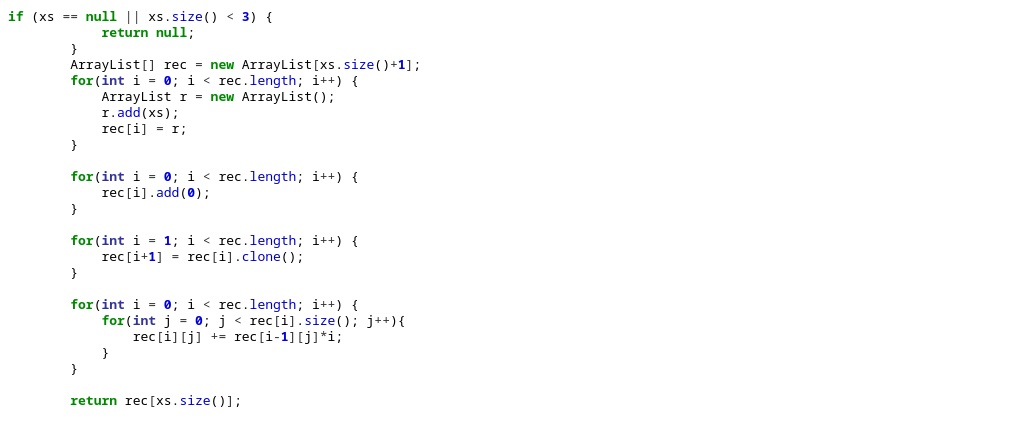 if (xs == null || xs.size() < 3) {
            return null;
        }
        ArrayList[] rec = new ArrayList[xs.size()+1];
        for(int i = 0; i < rec.length; i++) {
            ArrayList r = new ArrayList();
            r.add(xs);
            rec[i] = r;
        }

        for(int i = 0; i < rec.length; i++) {
            rec[i].add(0);
        }

        for(int i = 1; i < rec.length; i++) {
            rec[i+1] = rec[i].clone();
        }

        for(int i = 0; i < rec.length; i++) {
            for(int j = 0; j < rec[i].size(); j++){
                rec[i][j] += rec[i-1][j]*i;
            }
        }

        return rec[xs.size()];